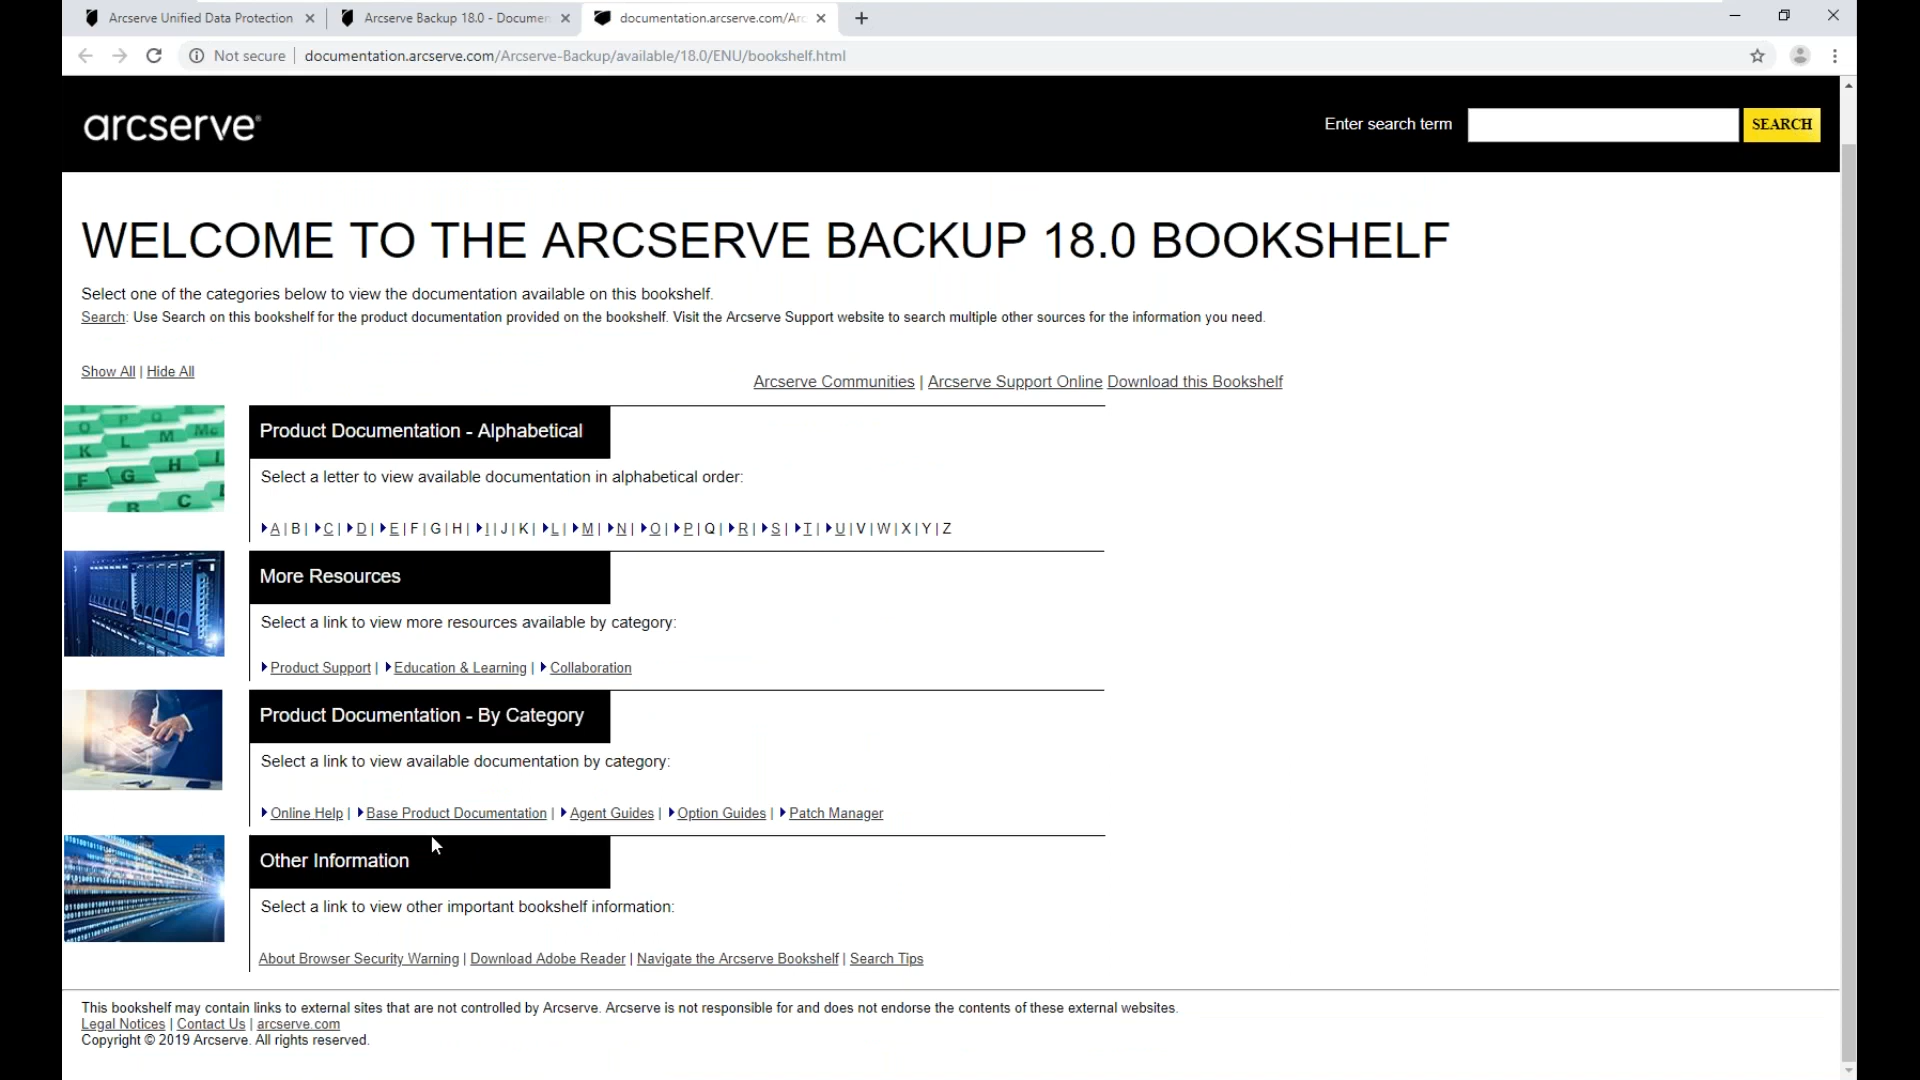 Arcserve Unified Data Protection
Arcserve Backup 18.0 - Documen
documentation.arcserve.com/Arc
Not secure | documentation.arcserve.com/Arcserve-Backup/available/18.0/ENU/bookshelf.html
arcserve®
Enter search term
SEARCH
WELCOME TO THE ARCSERVE BACKUP 18.0 BOOKSHELF
Select one of the categories below to view the documentation available on this bookshelf.
Search: Use Search on this bookshelf for the product documentation provided on the bookshelf. Visit the Arcserve Support website to search multiple other sources for the information you need.
Show All | Hide All
Arcserve Communities | Arcserve Support Online Download this Bookshelf
O P Q
K L M Mc
F G H I
B C
Product Documentation - Alphabetical
Select a letter to view available documentation in alphabetical order:
A | B | C | D | E | F | G | H | I | J | K | L | M | N | O | P | Q | R | S | T | U | V | W | X | Y | Z
More Resources
Select a link to view more resources available by category:
Product Support | Education & Learning | Collaboration
Product Documentation - By Category
Select a link to view available documentation by category:
Online Help | Base Product Documentation | Agent Guides | Option Guides | Patch Manager
Other Information
Select a link to view other important bookshelf information:
About Browser Security Warning | Download Adobe Reader | Navigate the Arcserve Bookshelf | Search Tips
This bookshelf may contain links to external sites that are not controlled by Arcserve. Arcserve is not responsible for and does not endorse the contents of these external websites.
Legal Notices | Contact Us | arcserve.com
Copyright © 2019 Arcserve. All rights reserved.